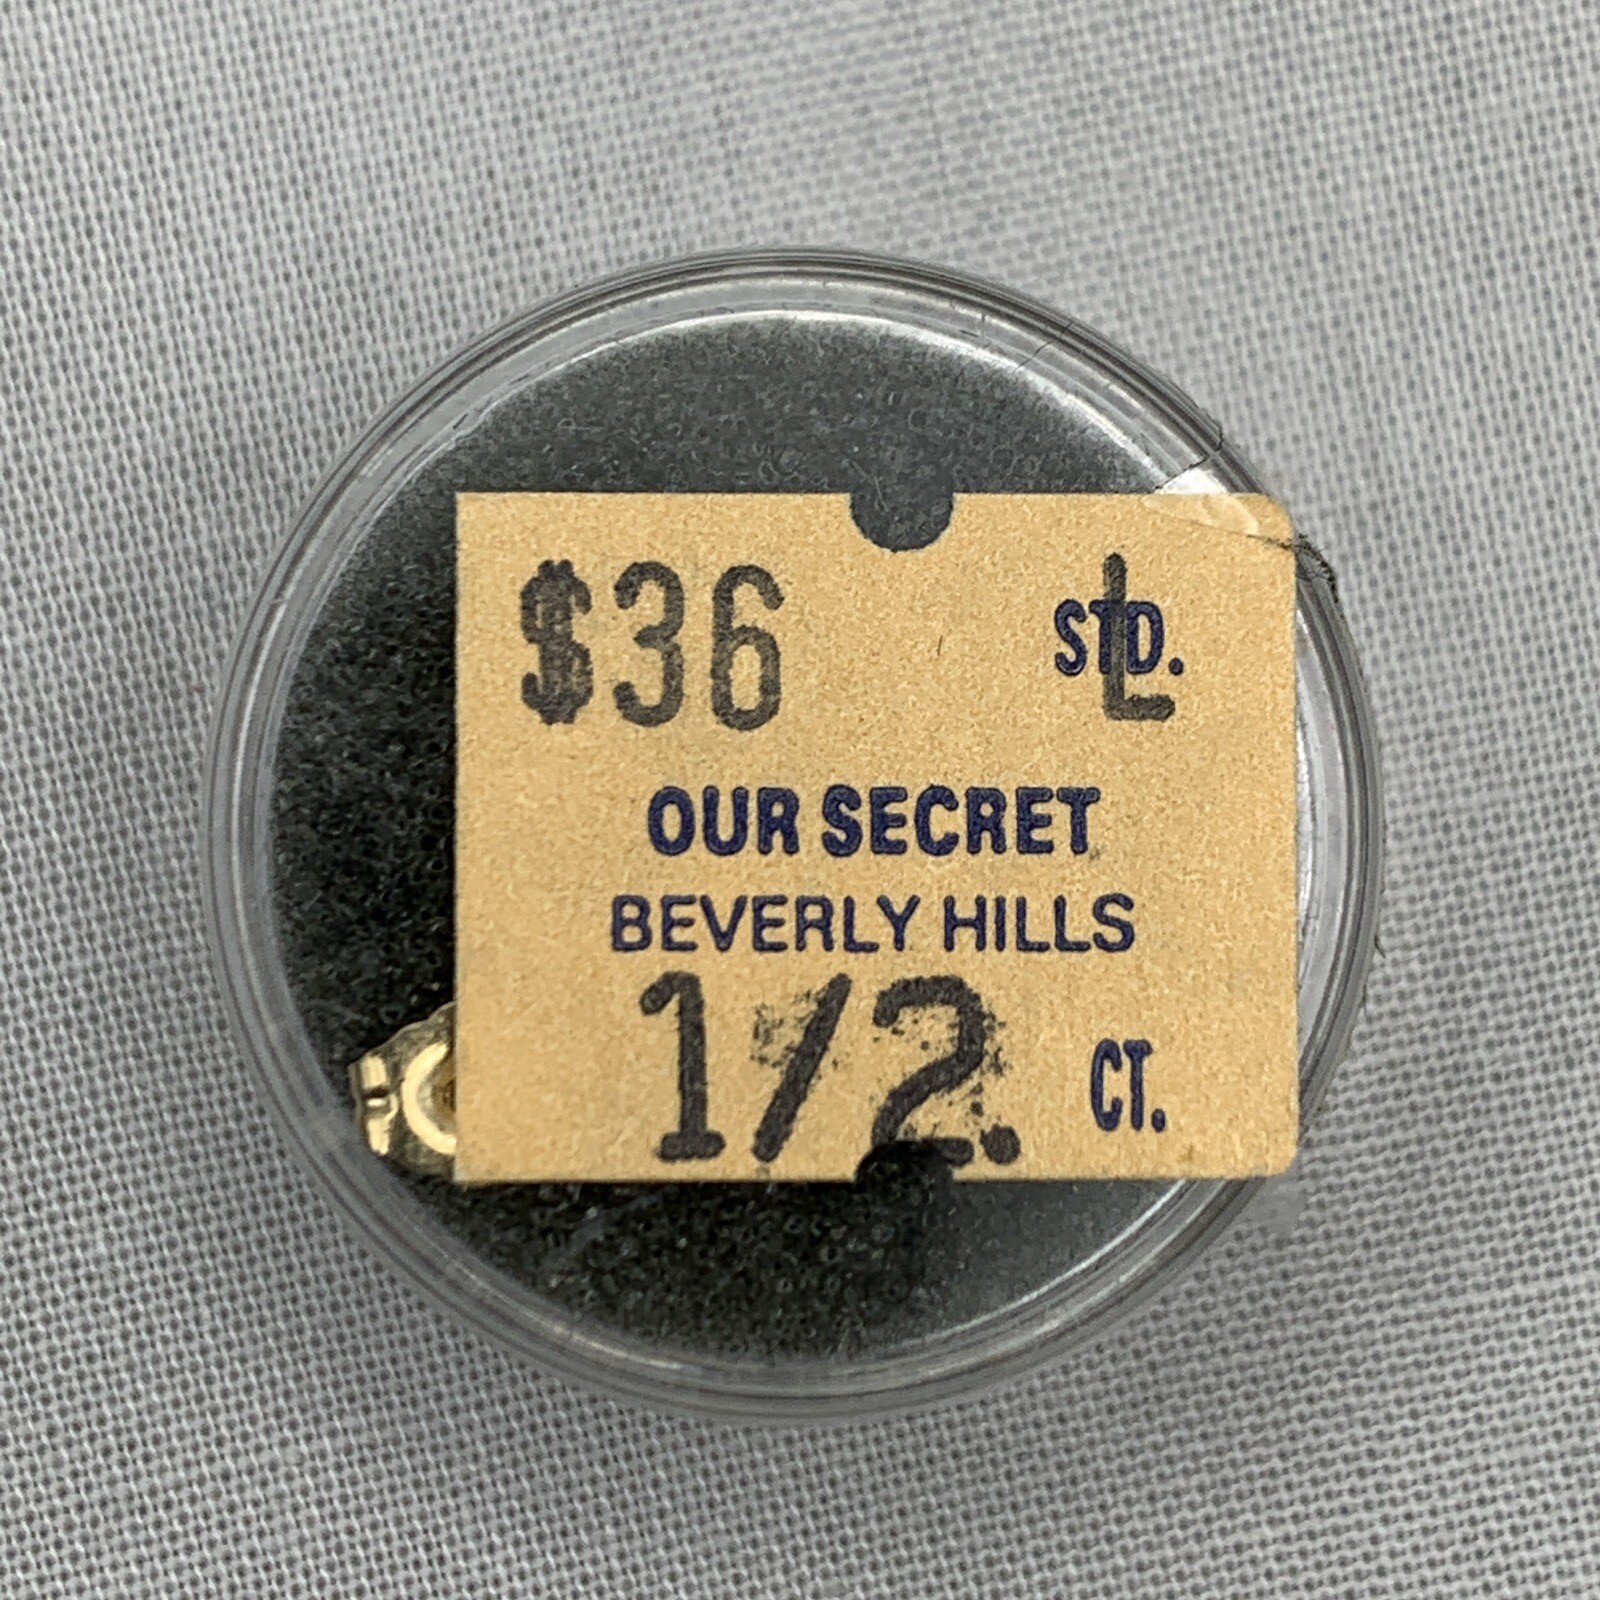 $36 STD. L
OUR SECRET
BEVERLY HILLS
1/2. CT.